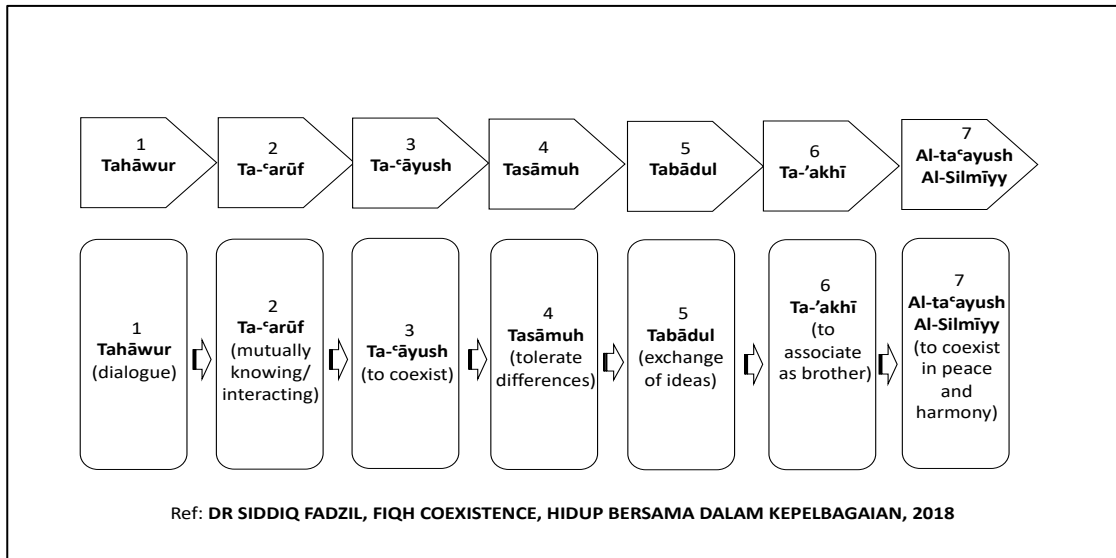 1
Tahāwur
2
Ta-ʿarūf
3
Ta-ʿāyush
4
Tasāmuh
5
Tabādul
6
Ta-’akhī
7
Al-taʿayush
Al-Silmīyy
1
Tahāwur
(dialogue)
2
Ta-ʿarūf
(mutually
knowing/
interacting)
3
Ta-ʿāyush
(to coexist)
4
Tasāmuh
(tolerate
differences)
5
Tabādul
(exchange
of ideas)
6
Ta-’akhī
(to
associate
as brother)
7
Al-taʿayush
Al-Silmīyy
(to coexist
in peace
and
harmony)
Ref: DR SIDDIQ FADZIL, FIQH COEXISTENCE, HIDUP BERSAMA DALAM KEPELBAGAIAN, 2018